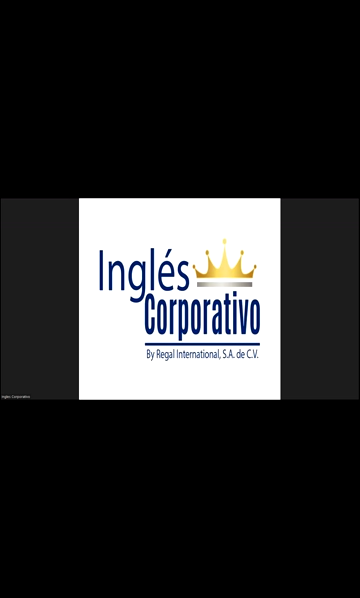 Inglés
Corporativo
By Regal International, S.A. de C.V.
Inglés Corporativo